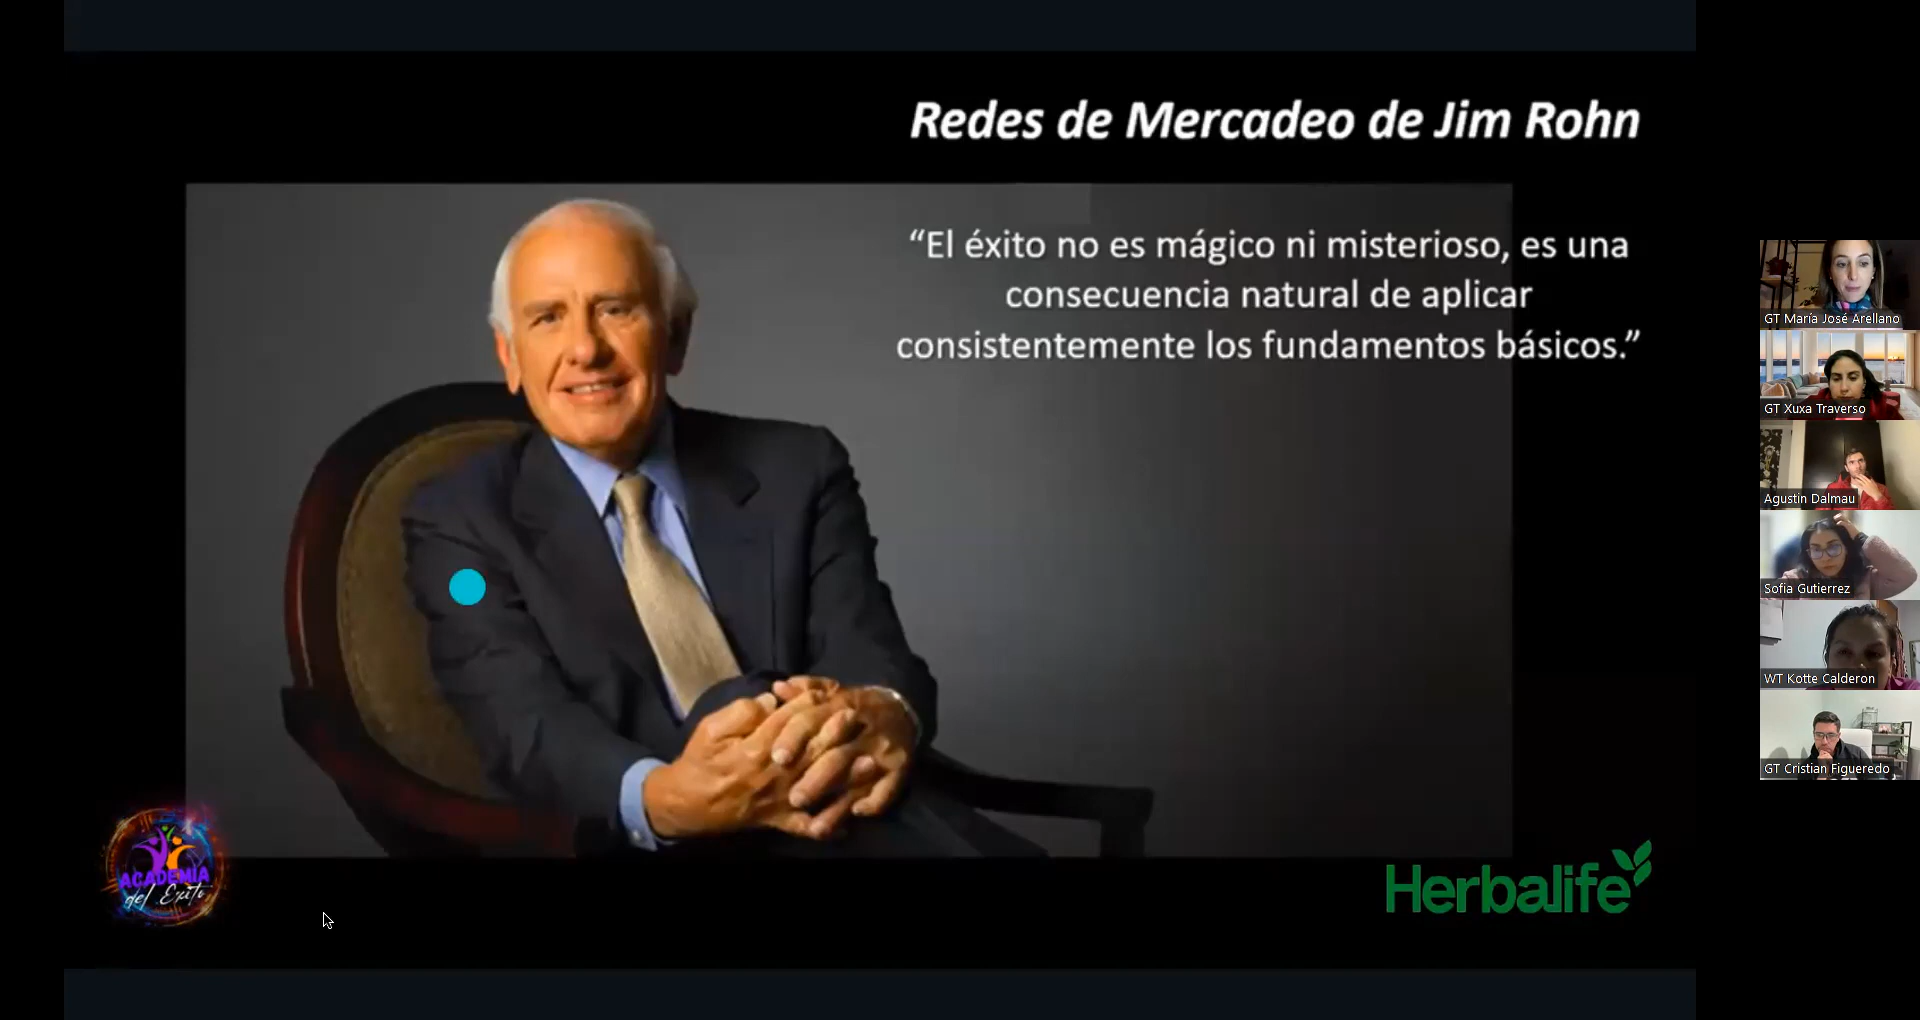 Redes de Mercadeo de Jim Rohn
“El éxito no es mágico ni misterioso, es una
consecuencia natural de aplicar
consistentemente los fundamentos básicos.”
GT María José Arellano
GT Xuxa Traverso
Agustin Dalmau
Sofia Gutierrez
WT Kotte Calderon
GT Cristian Figueredo
ACADEMIA
del Éxito
Herbalife